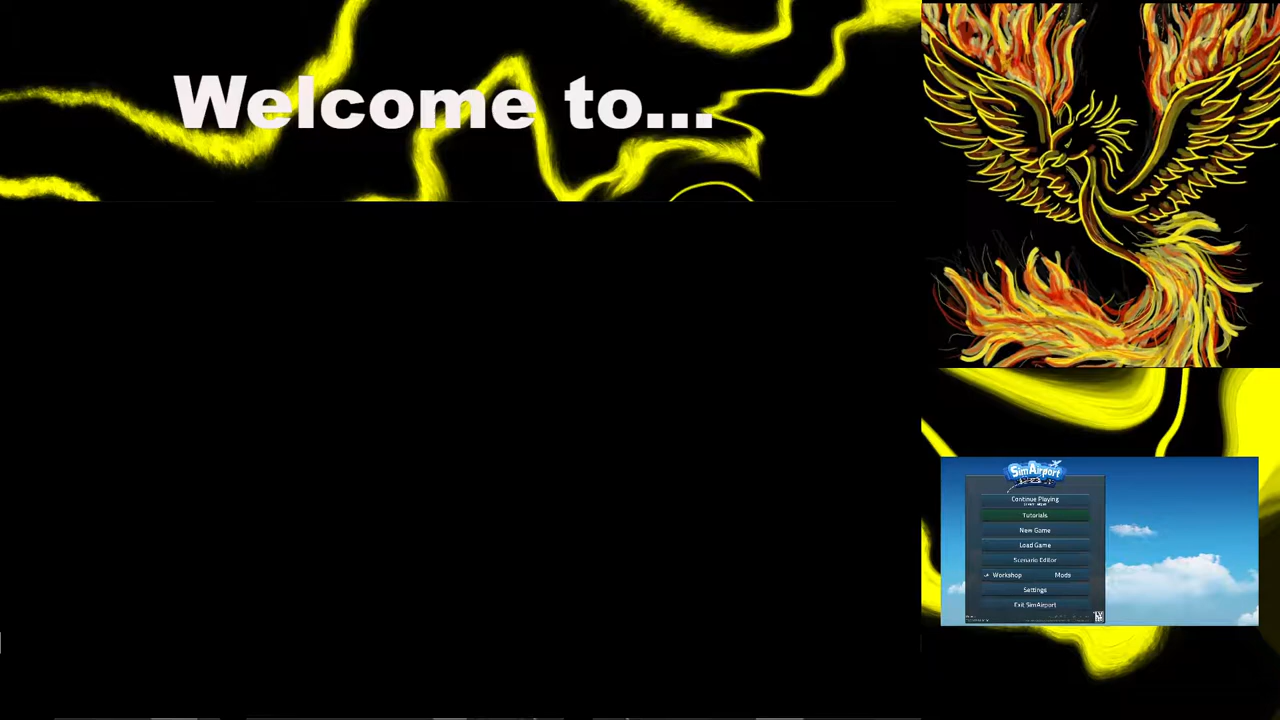 Welcome to...
SimAirport
Continue Playing
Tutorials
New Game
Load Game
Scenario Editor
Workshop Mods
Settings
Exit SimAirport